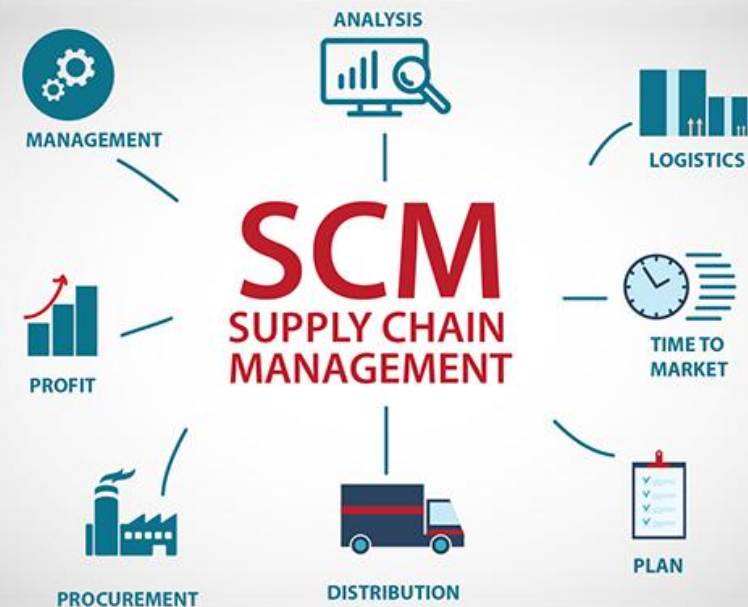 ANALYSIS
MANAGEMENT
LOGISTICS
SCM
SUPPLY CHAIN
MANAGEMENT
TIME TO
MARKET
PROFIT
PLAN
PROCUREMENT
DISTRIBUTION